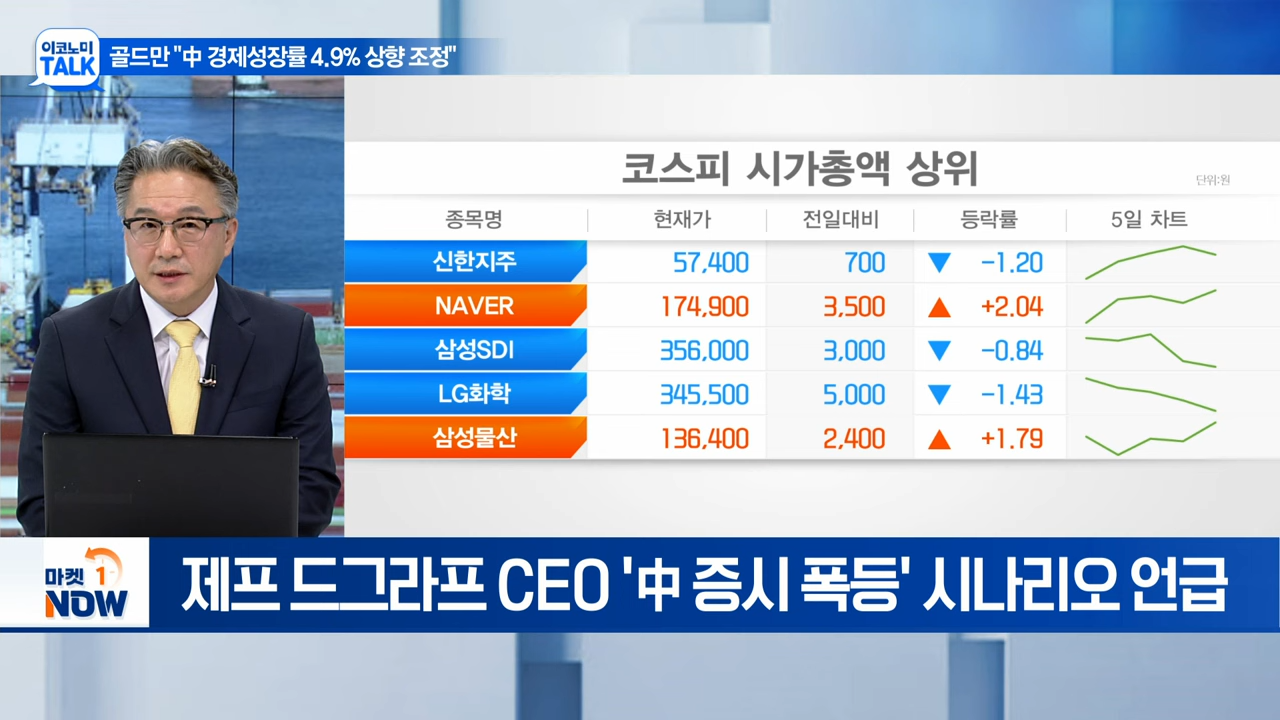 이코노미
TALK
골드만 "中 경제성장률 4.9% 상향 조정"
코스피 시가총액 상위
단위:원
종목명 현재가 전일대비 등락률 5일 차트
신한지주 57,400 700 ▼ -1.20
NAVER 174,900 3,500 ▲ +2.04
삼성SDI 356,000 3,000 ▼ -0.84
LG화학 345,500 5,000 ▼ -1.43
삼성물산 136,400 2,400 ▲ +1.79
마켓 1
NOW
제프 드그라프 CEO '中 증시 폭등' 시나리오 언급